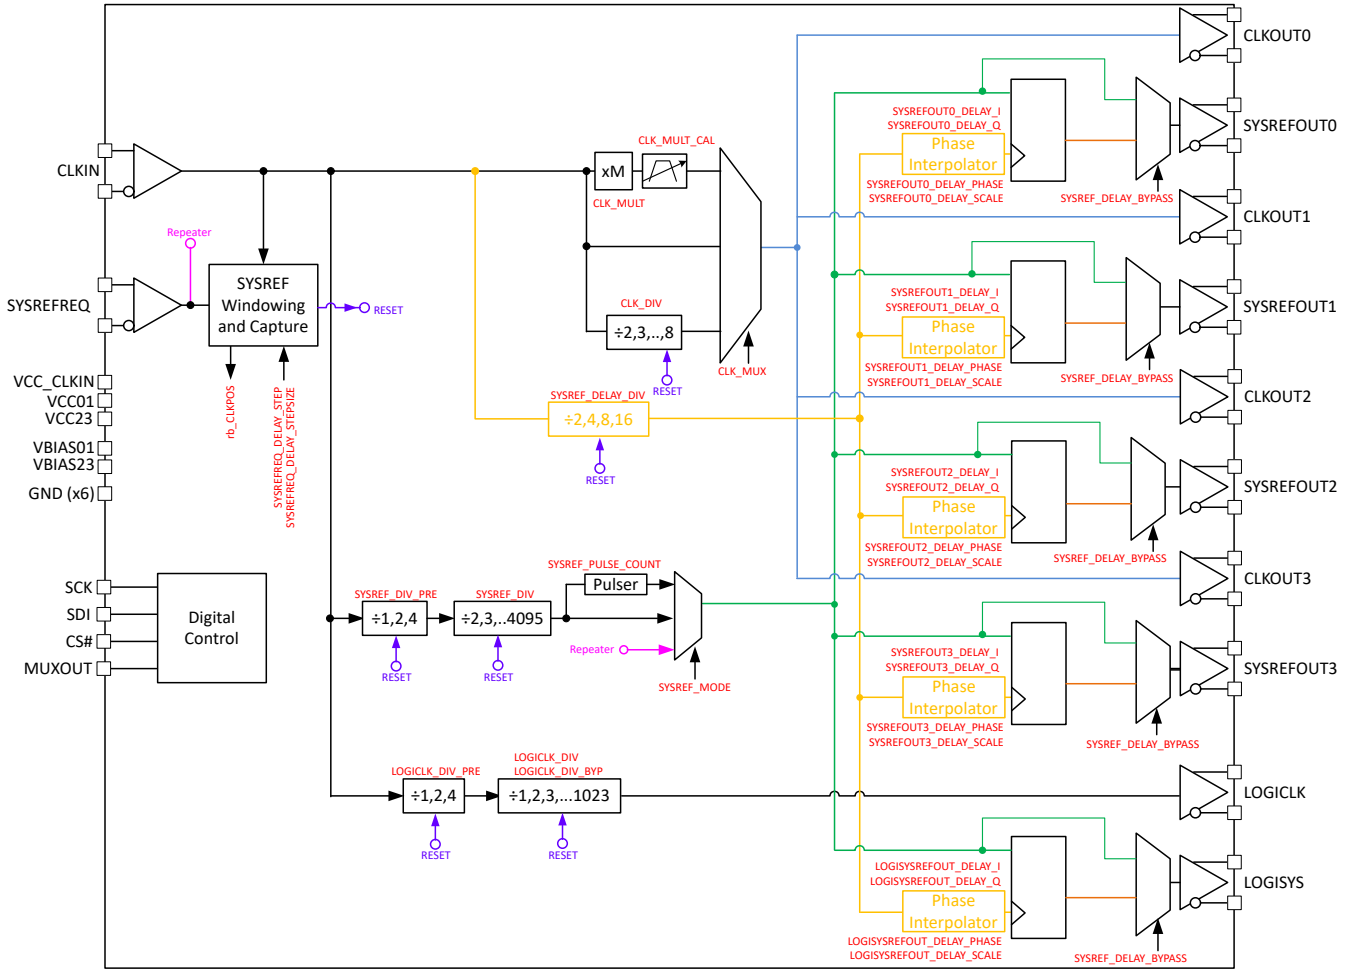 CLKOUT0
SYSREFOUT0_DELAY_I
SYSREFOUT0_DELAY_Q
Phase
Interpolator
SYSREFOUT0_DELAY_PHASE
SYSREFOUT0_DELAY_SCALE
SYSREF_DELAY_BYPASS
SYSREFOUT0
CLKIN
CLK_MULT_CAL
xM
CLK_MULT
CLKOUT1
Repeater
SYSREFREQ
SYSREF
Windowing
and Capture
RESET
rb_CLKPOS
SYSREFREQ_DELAY_STEP
SYSREFREQ_DELAY_STEPSIZE
CLK_DIV
÷2,3,..,8
RESET
CLK_MUX
SYSREFOUT1_DELAY_I
SYSREFOUT1_DELAY_Q
Phase
Interpolator
SYSREFOUT1_DELAY_PHASE
SYSREFOUT1_DELAY_SCALE
SYSREF_DELAY_BYPASS
SYSREFOUT1
VCC_CLKIN
VCC01
VCC23
VBIAS01
VBIAS23
GND (x6)
SYSREF_DELAY_DIV
÷2,4,8,16
RESET
CLKOUT2
SYSREFOUT2_DELAY_I
SYSREFOUT2_DELAY_Q
Phase
Interpolator
SYSREFOUT2_DELAY_PHASE
SYSREFOUT2_DELAY_SCALE
SYSREF_DELAY_BYPASS
SYSREFOUT2
CLKOUT3
SCK
SDI
CS#
MUXOUT
Digital
Control
SYSREF_DIV_PRE
÷1,2,4
RESET
SYSREF_DIV
÷2,3,..4095
RESET
SYSREF_PULSE_COUNT
Pulser
Repeater
SYSREF_MODE
SYSREFOUT3_DELAY_I
SYSREFOUT3_DELAY_Q
Phase
Interpolator
SYSREFOUT3_DELAY_PHASE
SYSREFOUT3_DELAY_SCALE
SYSREF_DELAY_BYPASS
SYSREFOUT3
LOGICLK_DIV_PRE
÷1,2,4
RESET
LOGICLK_DIV
LOGICLK_DIV_BYP
÷1,2,3,...1023
RESET
LOGICLK
LOGISYSREFOUT_DELAY_I
LOGISYSREFOUT_DELAY_Q
Phase
Interpolator
LOGISYSREFOUT_DELAY_PHASE
LOGISYSREFOUT_DELAY_SCALE
SYSREF_DELAY_BYPASS
LOGISYS